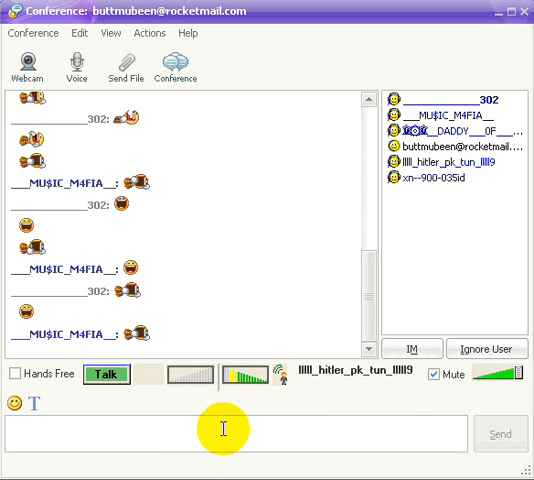 Conference: buttmubeen@rocketmail.com
Conference Edit View Actions Help
Webcam Voice Send File Conference
____________302:
___MU$IC_M4FIA__:
____________302:
___MU$IC_M4FIA__:
____________302:
___MU$IC_M4FIA__:
____________302
___MU$IC_M4FIA__
___DADDY___0F___...
buttmubeen@rocketmail....
lllll_hitler_pk_tun_lllll9
xn--900-035id
IM Ignore User
Hands Free Talk lllll_hitler_pk_tun_lllll9 Mute
T
Send